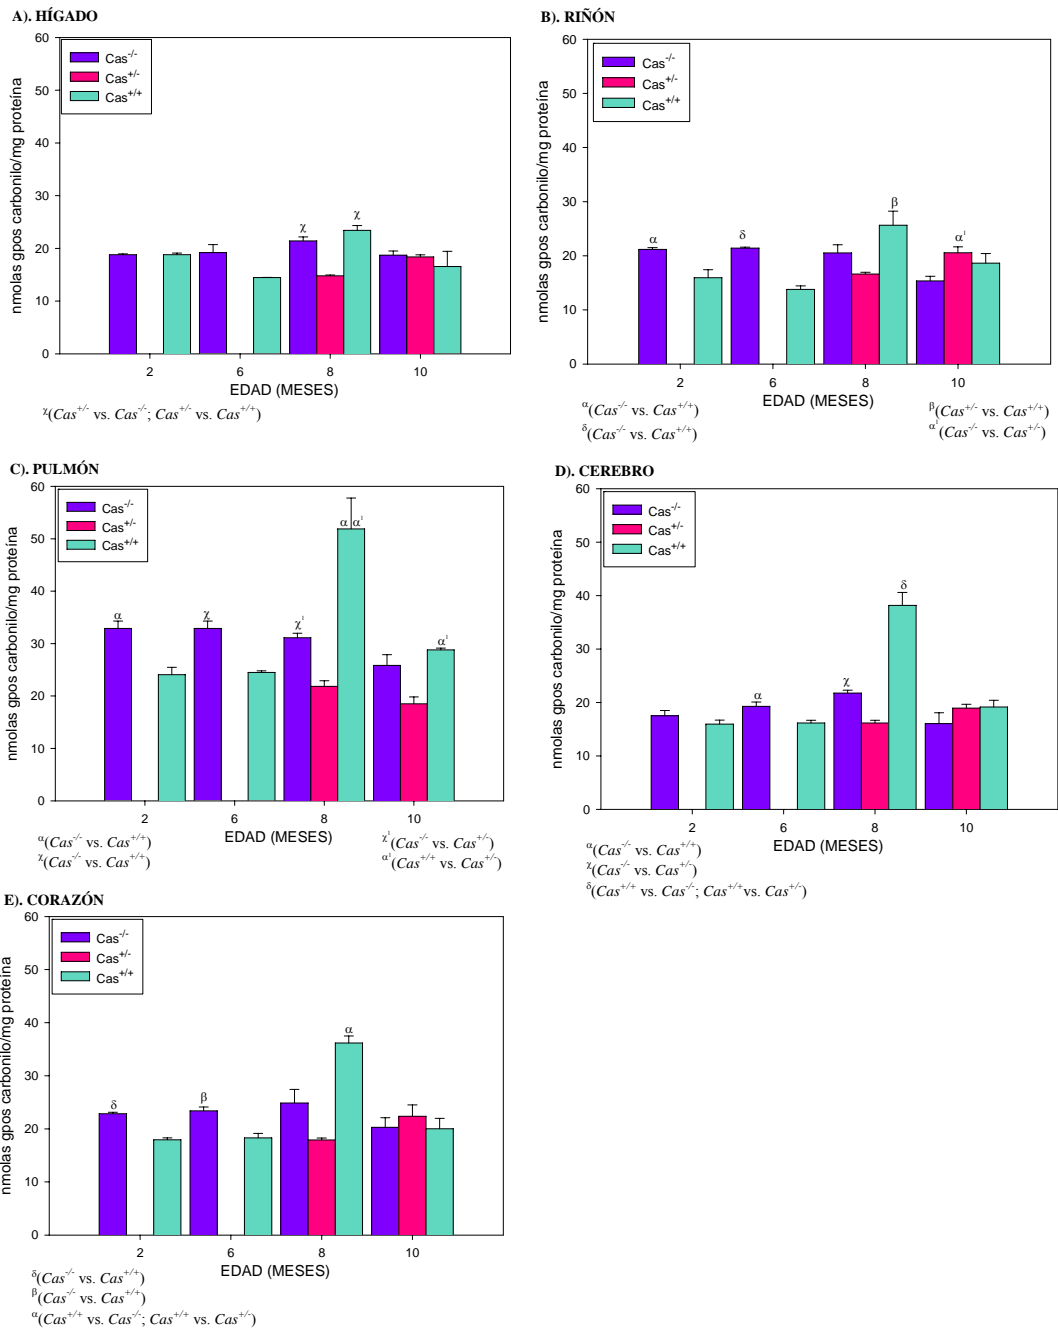 A). HÍGADO
nmolas gpos carbonilo/mg proteína
60
50
40
30
20
10
0
Cas-/-
Cas+/-
Cas+/+
χ
χ
2
6
8
10
EDAD (MESES)
χ(Cas+/- vs. Cas-/-; Cas+/- vs. Cas+/+)
B). RIÑÓN
nmolas gpos carbonilo/mg proteína
60
50
40
30
20
10
0
Cas-/-
Cas+/-
Cas+/+
α
δ
β
α1
2
6
8
10
EDAD (MESES)
α(Cas-/- vs. Cas+/+)
δ(Cas-/- vs. Cas+/+)
β(Cas+/- vs. Cas+/+)
α1(Cas-/- vs. Cas+/-)
C). PULMÓN
nmolas gpos carbonilo/mg proteína
60
50
40
30
20
10
0
Cas-/-
Cas+/-
Cas+/+
α
χ
χ1
α α1
α1
2
6
8
10
EDAD (MESES)
α(Cas-/- vs. Cas+/+)
χ(Cas-/- vs. Cas+/+)
χ1(Cas-/- vs. Cas+/-)
α1(Cas+/+ vs. Cas+/-)
D). CEREBRO
nmolas gpos carbonilo/mg proteína
60
50
40
30
20
10
0
Cas-/-
Cas+/-
Cas+/+
α
χ
δ
2
6
8
10
EDAD (MESES)
α(Cas-/- vs. Cas+/+)
χ(Cas-/- vs. Cas+/-)
δ(Cas+/+ vs. Cas-/-; Cas+/+vs. Cas+/-)
E). CORAZÓN
nmolas gpos carbonilo/mg proteína
60
50
40
30
20
10
0
Cas-/-
Cas+/-
Cas+/+
δ
β
α
2
6
8
10
EDAD (MESES)
δ(Cas-/- vs. Cas+/+)
β(Cas-/- vs. Cas+/+)
α(Cas+/+ vs. Cas-/-; Cas+/+ vs. Cas+/-)